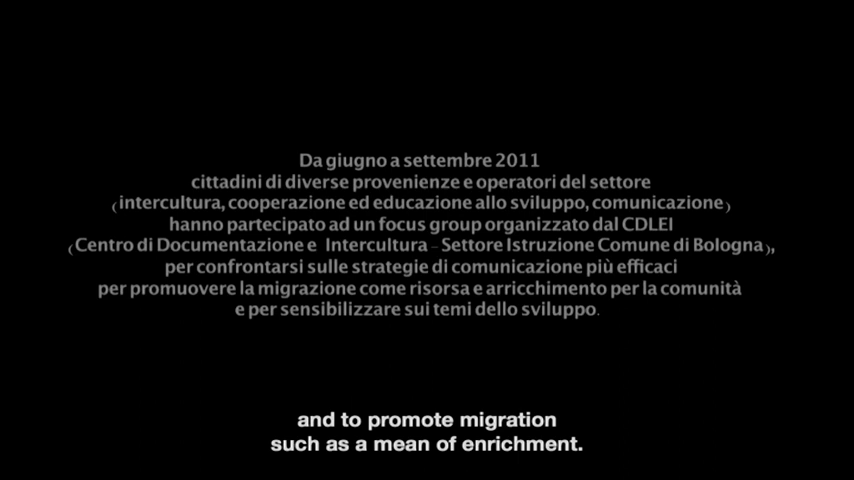 Da giugno a settembre 2011
cittadini di diverse provenienze e operatori del settore
(intercultura, cooperazione ed educazione allo sviluppo, comunicazione)
hanno partecipato ad un focus group organizzato dal CDLEI
(Centro di Documentazione e Intercultura - Settore Istruzione Comune di Bologna),
per confrontarsi sulle strategie di comunicazione più efficaci
per promuovere la migrazione come risorsa e arricchimento per la comunità
e per sensibilizzare sui temi dello sviluppo.
and to promote migration
such as a mean of enrichment.